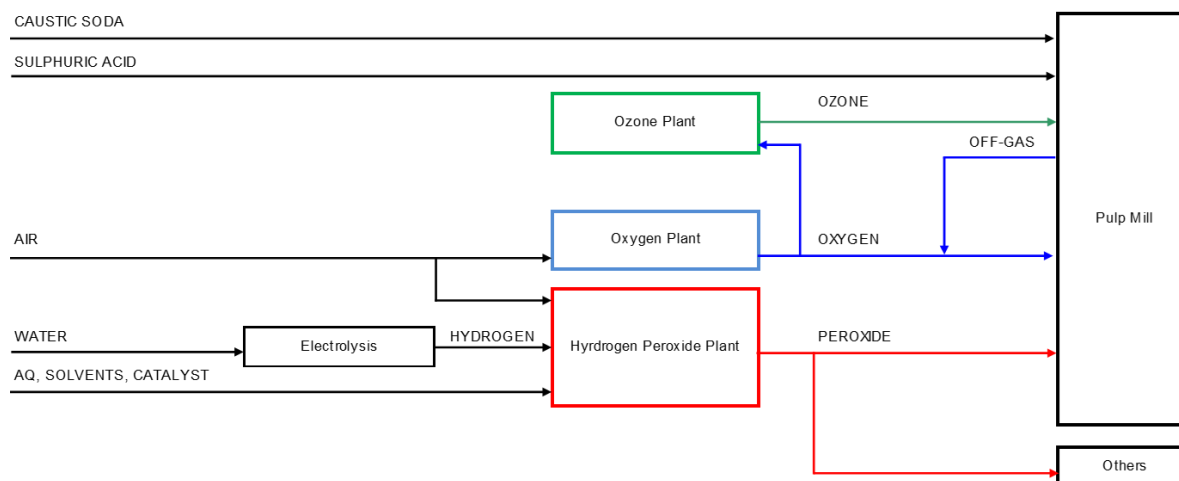 CAUSTIC SODA
SULPHURIC ACID
OZONE
Ozone Plant
OFF-GAS
Pulp Mill
AIR
Oxygen Plant
OXYGEN
WATER
Electrolysis
HYDROGEN
Hyrdrogen Peroxide Plant
PEROXIDE
AQ, SOLVENTS, CATALYST
Others